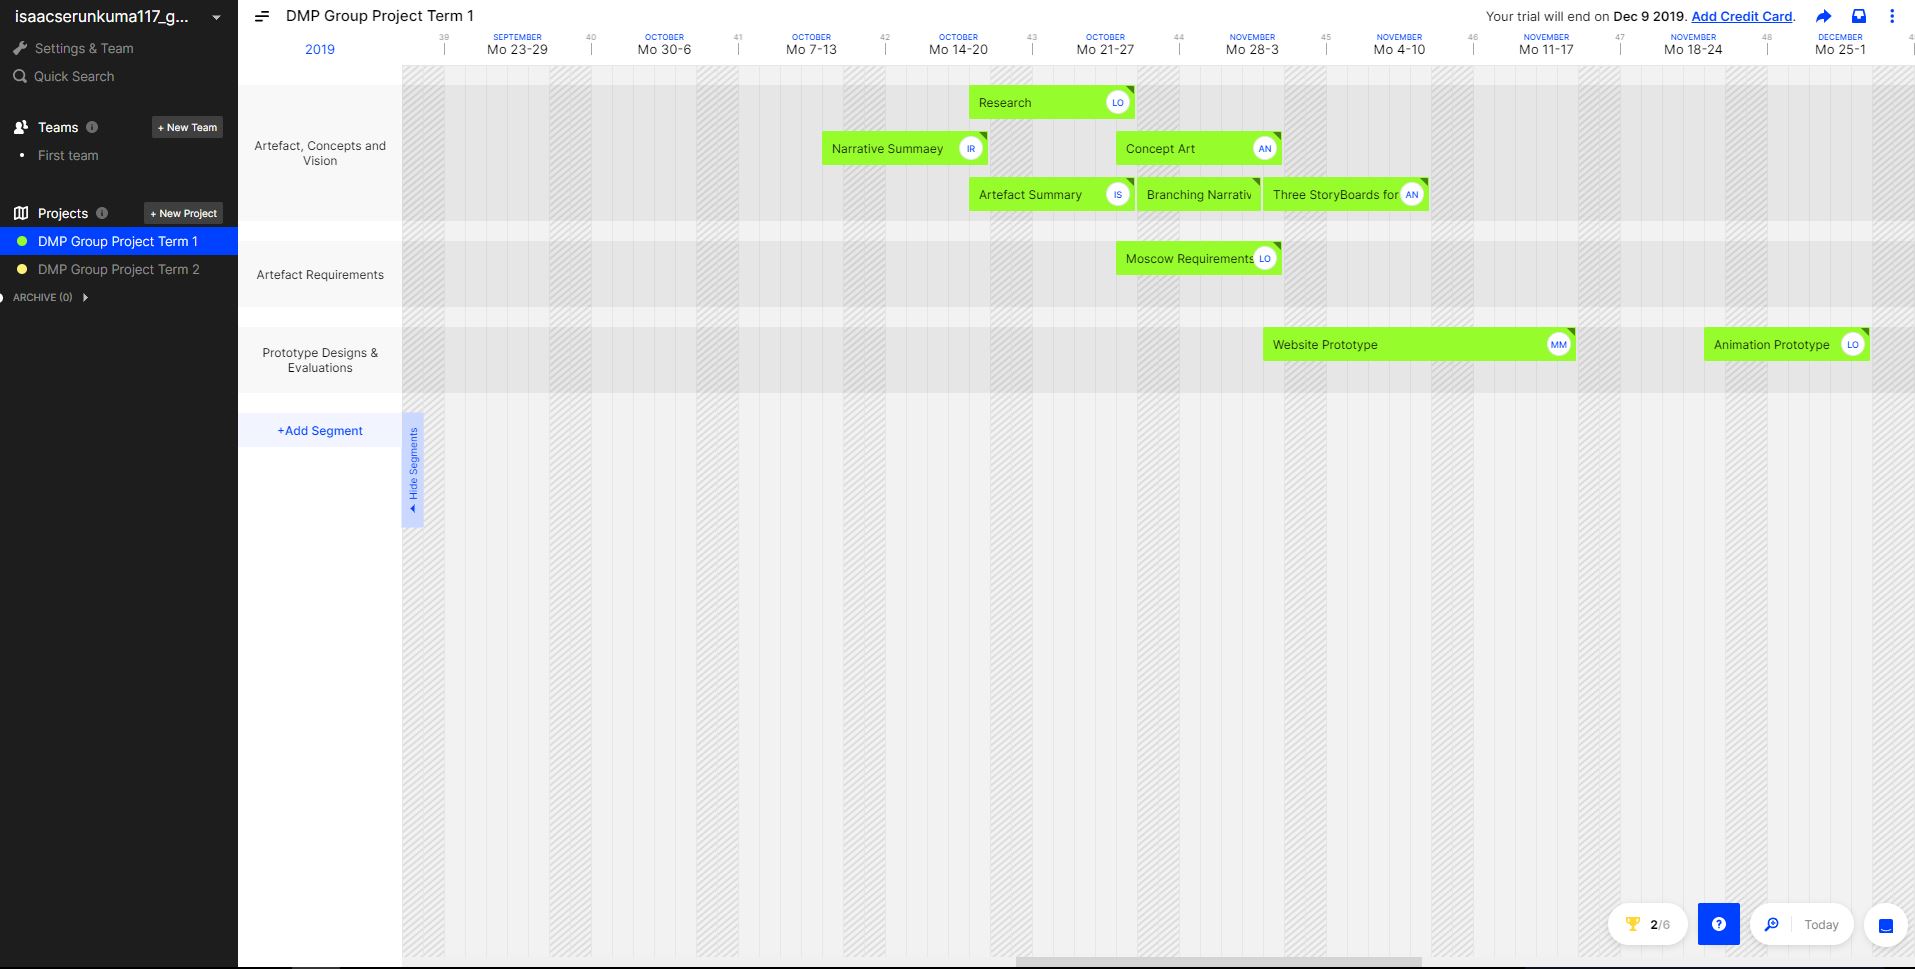 isaacserunkuma117_g...
Settings & Team
Quick Search
Teams
+ New Team
First team
Projects
+ New Project
DMP Group Project Term 1
DMP Group Project Term 2
ARCHIVE (0)
DMP Group Project Term 1
Your trial will end on Dec 9 2019. Add Credit Card.
2019
39
SEPTEMBER
Mo 23-29
40
OCTOBER
Mo 30-6
41
OCTOBER
Mo 7-13
42
OCTOBER
Mo 14-20
43
OCTOBER
Mo 21-27
44
NOVEMBER
Mo 28-3
45
NOVEMBER
Mo 4-10
46
NOVEMBER
Mo 11-17
47
NOVEMBER
Mo 18-24
48
DECEMBER
Mo 25-1
Artefact, Concepts and
Vision
Research LO
Narrative Summaey IR
Concept Art AN
Artefact Summary IS
Branching Narrativ
Three StoryBoards for AN
Artefact Requirements
Moscow Requirements LO
Prototype Designs &
Evaluations
Website Prototype MM
Animation Prototype LO
+Add Segment
Hide Segments
2/6
?
Today